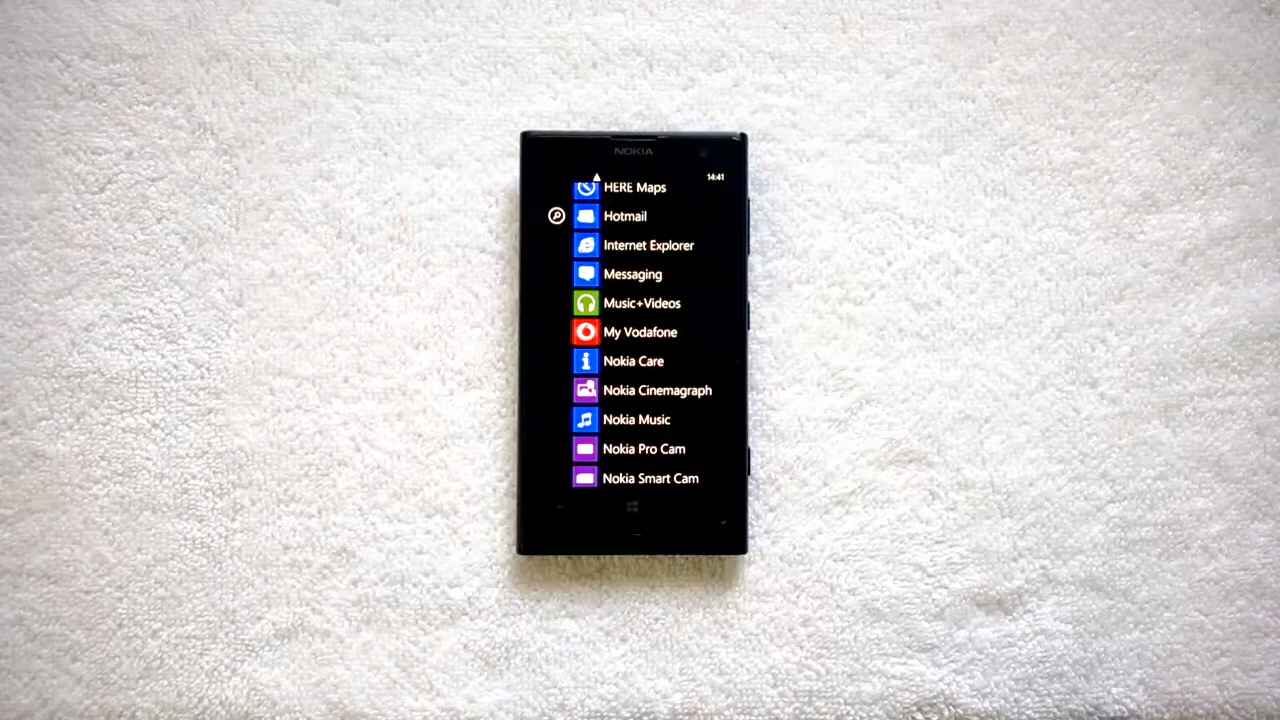 NOKIA
14:41
HERE Maps
Hotmail
Internet Explorer
Messaging
Music+Videos
My Vodafone
Nokia Care
Nokia Cinemagraph
Nokia Music
Nokia Pro Cam
Nokia Smart Cam